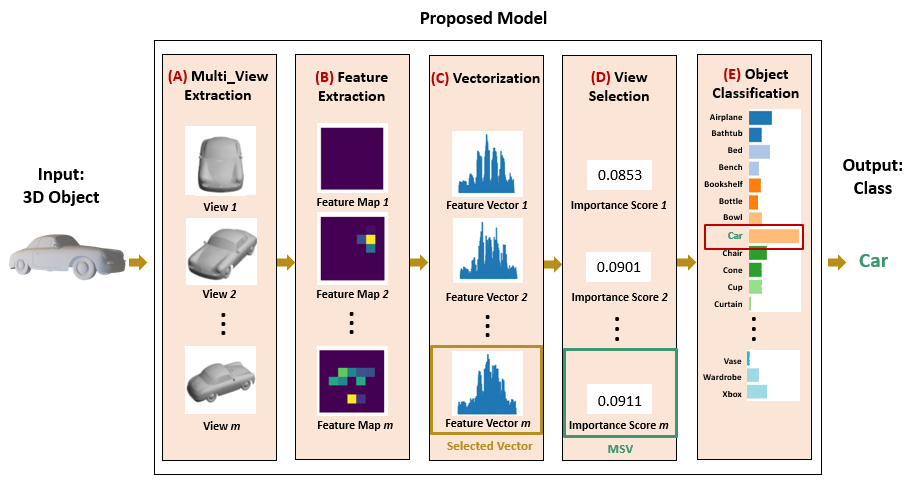 Proposed Model
Input:
3D Object
(A) Multi_View
Extraction
View 1
View 2
View m
(B) Feature
Extraction
Feature Map 1
Feature Map 2
Feature Map m
(C) Vectorization
Feature Vector 1
Feature Vector 2
Feature Vector m
Selected Vector
(D) View
Selection
0.0853
Importance Score 1
0.0901
Importance Score 2
0.0911
Importance Score m
MSV
(E) Object
Classification
Airplane
Bathtub
Bed
Bench
Bookshelf
Bottle
Bowl
Car
Chair
Cone
Cup
Curtain
Vase
Wardrobe
Xbox
Output:
Class
Car